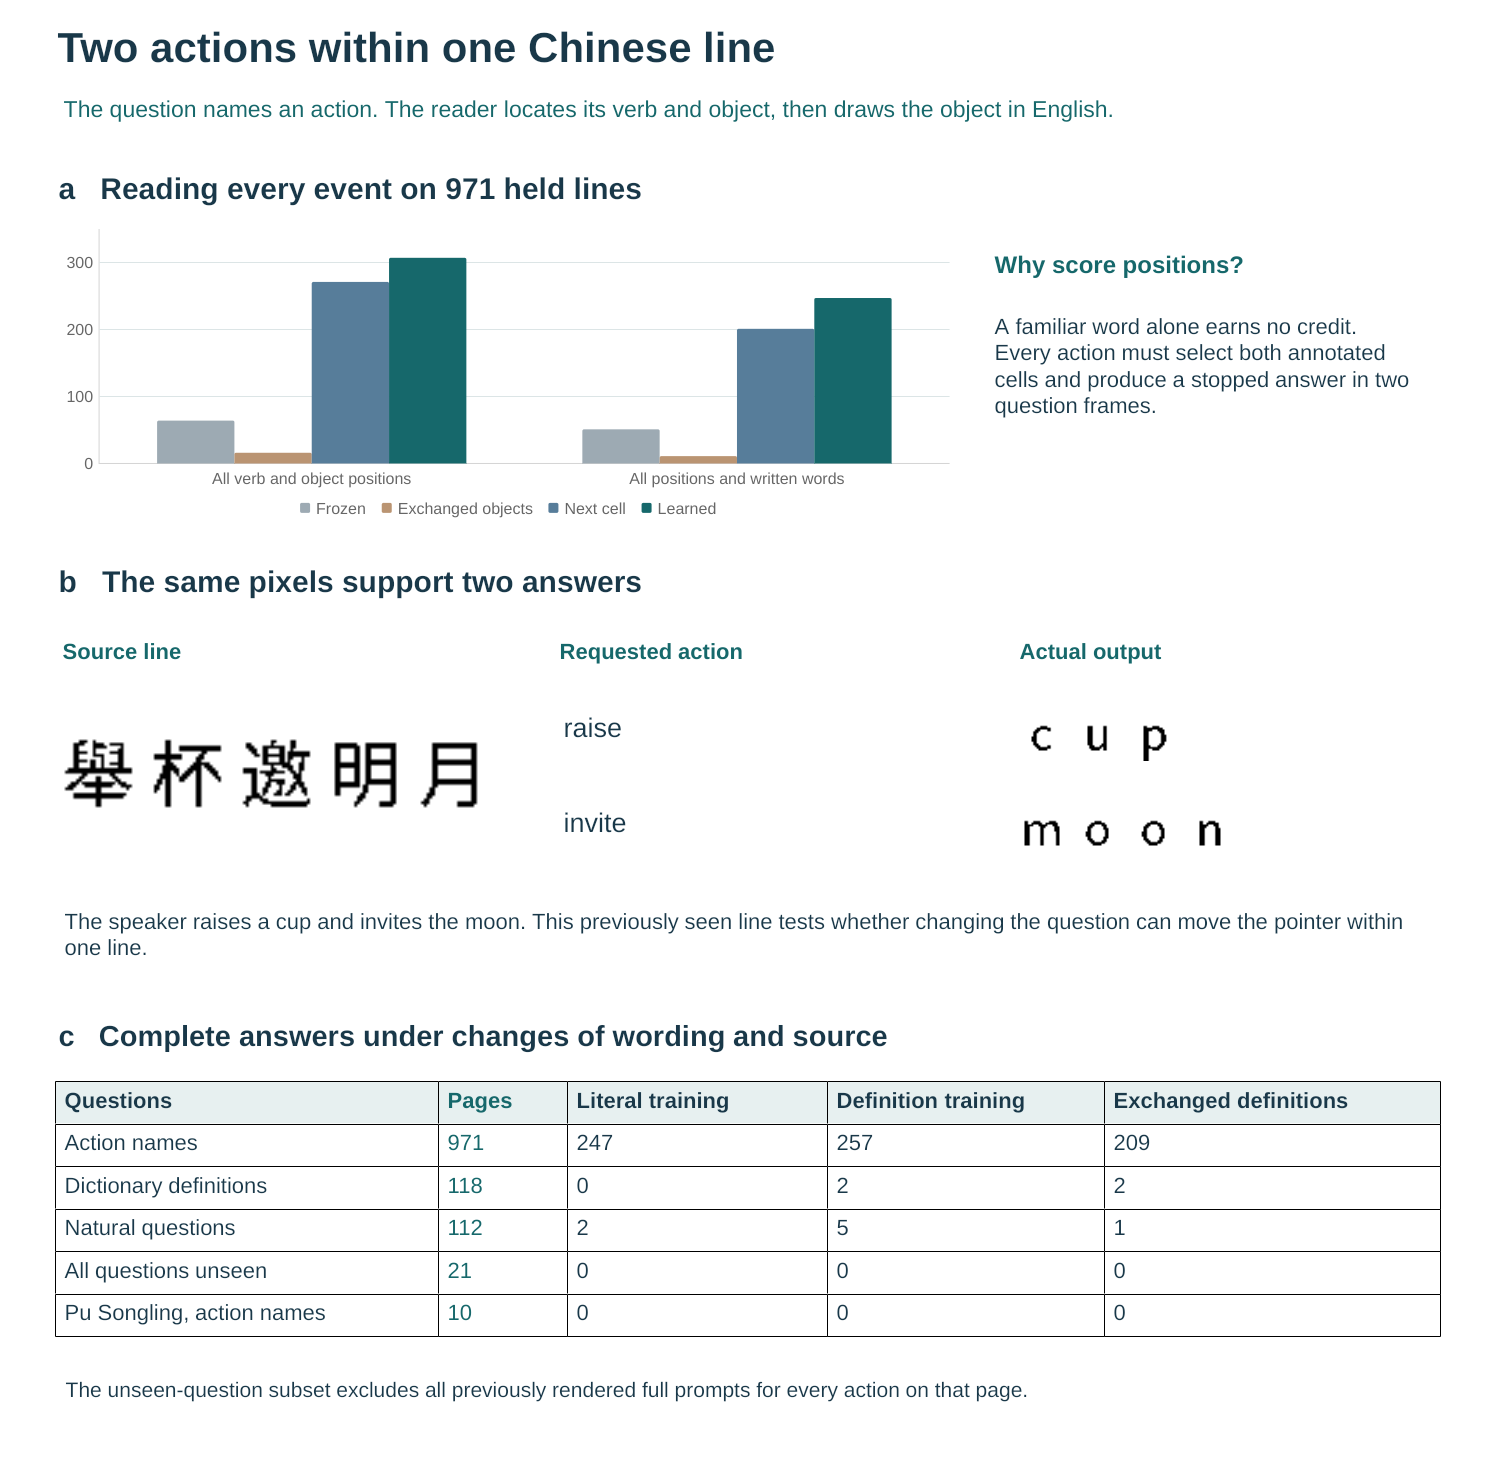 Two actions within one Chinese line
The question names an action. The reader locates its verb and object, then draws the object in English.
a Reading every event on 971 held lines
300
200
100
0
All verb and object positions
All positions and written words
Frozen
Exchanged objects
Next cell
Learned
Why score positions?
A familiar word alone earns no credit.
Every action must select both annotated
cells and produce a stopped answer in two
question frames.
b The same pixels support two answers
Source line
Requested action
Actual output
舉杯邀明月
raise
cup
invite
moon
The speaker raises a cup and invites the moon. This previously seen line tests whether changing the question can move the pointer within
one line.
c Complete answers under changes of wording and source
Questions Pages Literal training Definition training Exchanged definitions
Action names 971 247 257 209
Dictionary definitions 118 0 2 2
Natural questions 112 2 5 1
All questions unseen 21 0 0 0
Pu Songling, action names 10 0 0 0
The unseen-question subset excludes all previously rendered full prompts for every action on that page.